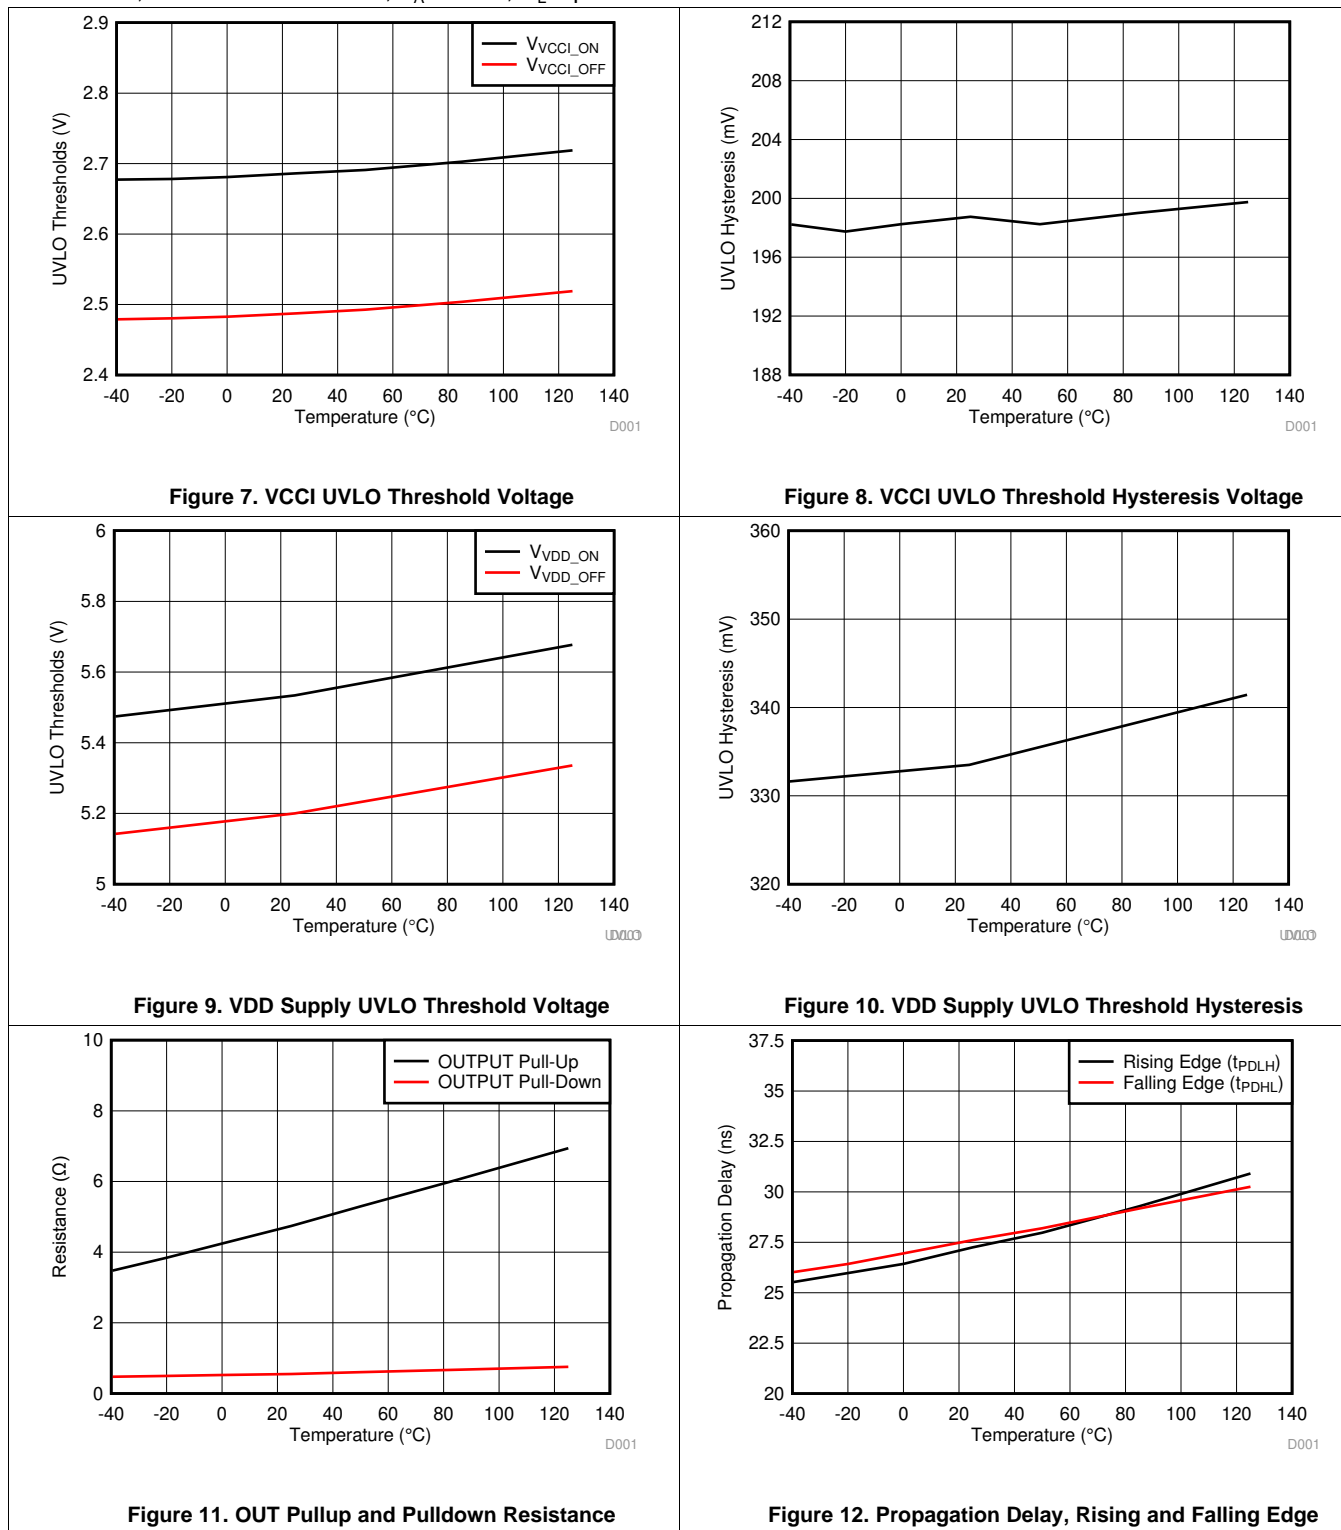 2.9
2.8
2.7
2.6
2.5
2.4
UVLO Thresholds (V)
V_VCCI_ON
V_VCCI_OFF
-40 -20 0 20 40 60 80 100 120 140
Temperature (°C)
D001
Figure 7. VCCI UVLO Threshold Voltage
212
208
204
200
196
192
188
UVLO Hysteresis (mV)
-40 -20 0 20 40 60 80 100 120 140
Temperature (°C)
D001
Figure 8. VCCI UVLO Threshold Hysteresis Voltage
6
5.8
5.6
5.4
5.2
5
UVLO Thresholds (V)
V_VDD_ON
V_VDD_OFF
-40 -20 0 20 40 60 80 100 120 140
Temperature (°C)
Figure 9. VDD Supply UVLO Threshold Voltage
360
350
340
330
320
UVLO Hysteresis (mV)
-40 -20 0 20 40 60 80 100 120 140
Temperature (°C)
Figure 10. VDD Supply UVLO Threshold Hysteresis
10
8
6
4
2
0
Resistance (Ω)
OUTPUT Pull-Up
OUTPUT Pull-Down
-40 -20 0 20 40 60 80 100 120 140
Temperature (°C)
D001
Figure 11. OUT Pullup and Pulldown Resistance
37.5
35
32.5
30
27.5
25
22.5
20
Propagation Delay (ns)
Rising Edge (t_PDLH)
Falling Edge (t_PDHL)
-40 -20 0 20 40 60 80 100 120 140
Temperature (°C)
D001
Figure 12. Propagation Delay, Rising and Falling Edge